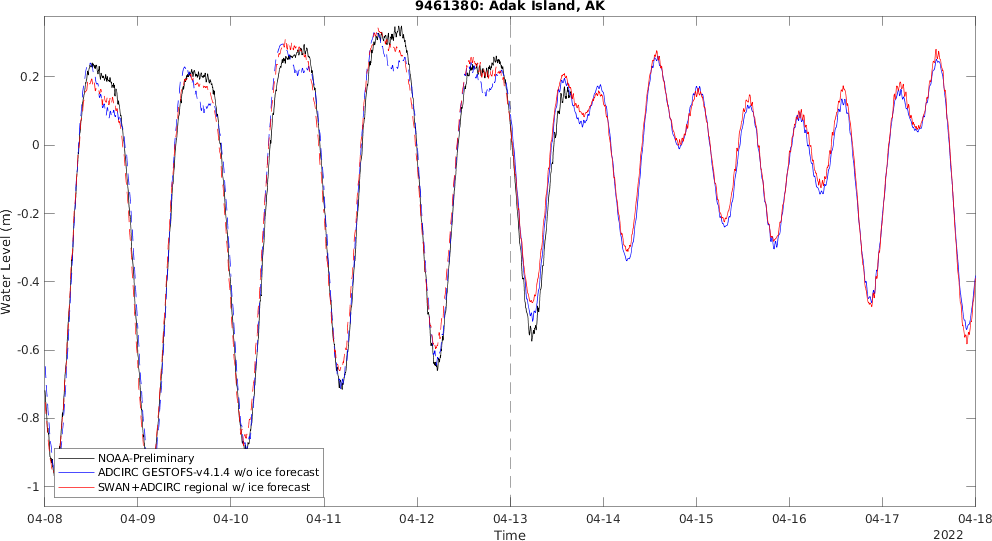 9461380: Adak Island, AK
Water Level (m)
0.2
0
-0.2
-0.4
-0.6
-0.8
-1
NOAA-Preliminary
ADCIRC GESTOFS-v4.1.4 w/o ice forecast
SWAN+ADCIRC regional w/ ice forecast
04-08 04-09 04-10 04-11 04-12 04-13 04-14 04-15 04-16 04-17 04-18
Time
2022